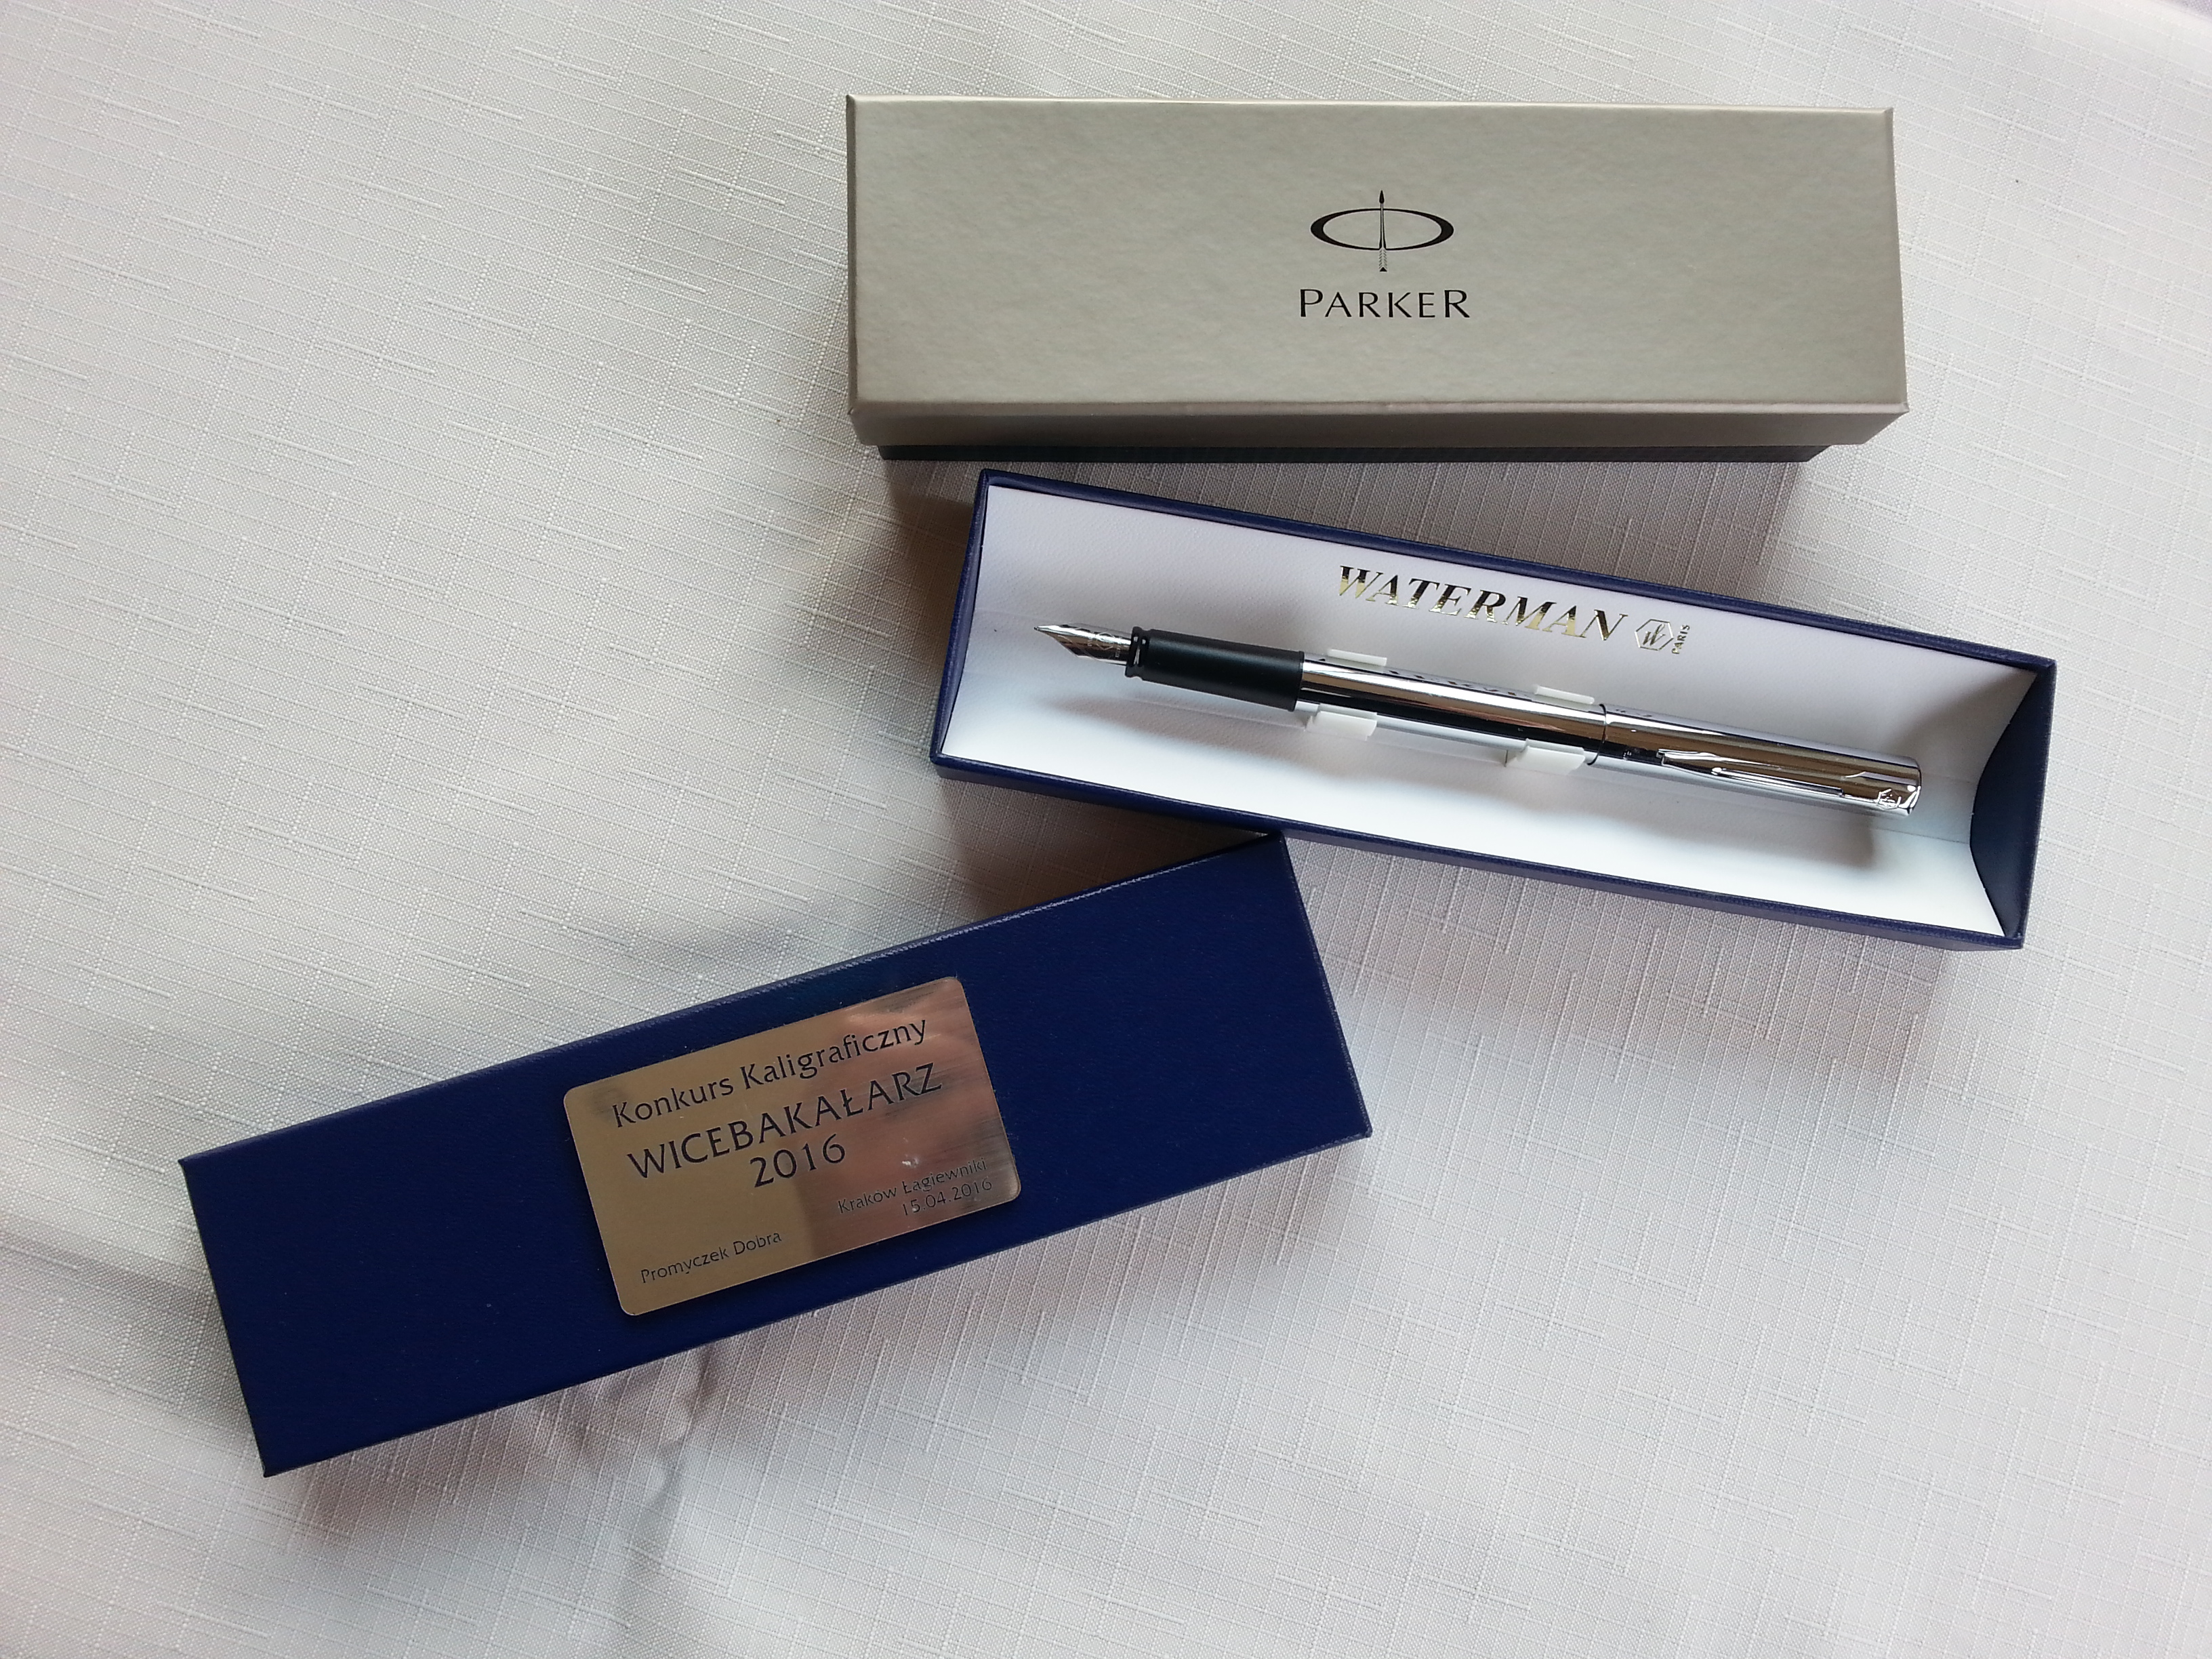 PARKER
WATERMAN
PARIS
Konkurs Kaligraficzny
WICEBAKAŁARZ
2016
Kraków Łagiewniki
15.04.2016
Promyczek Dobra